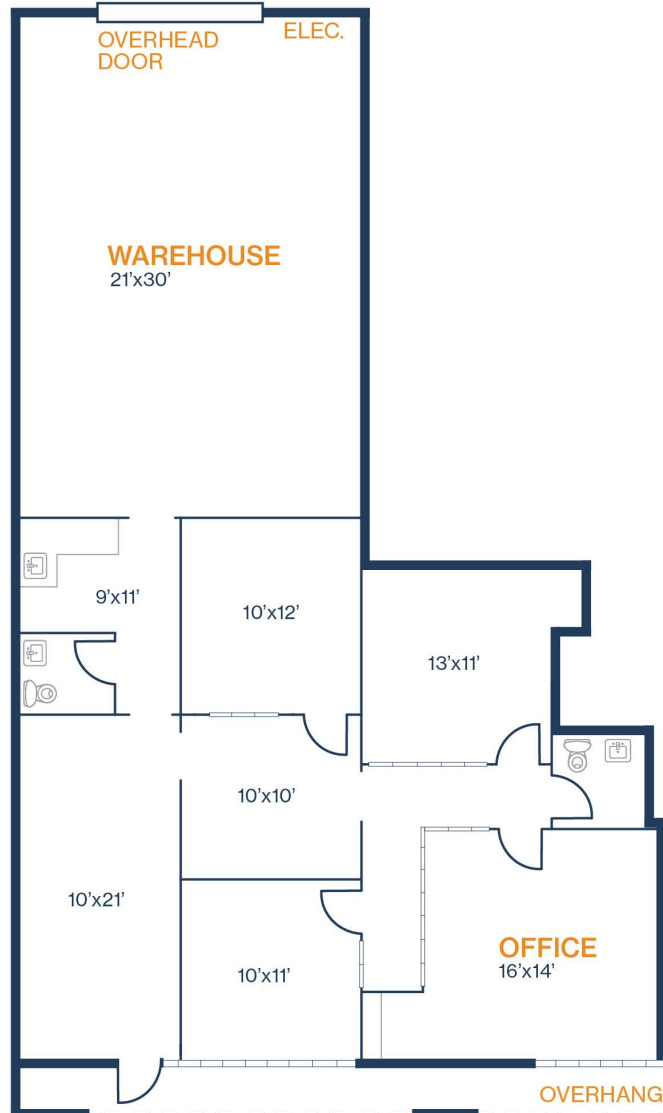 OVERHEAD
DOOR
ELEC.
WAREHOUSE
21'x30'
9'x11'
10'x12'
13'x11'
10'x10'
10'x21'
10'x11'
OFFICE
16'x14'
OVERHANG